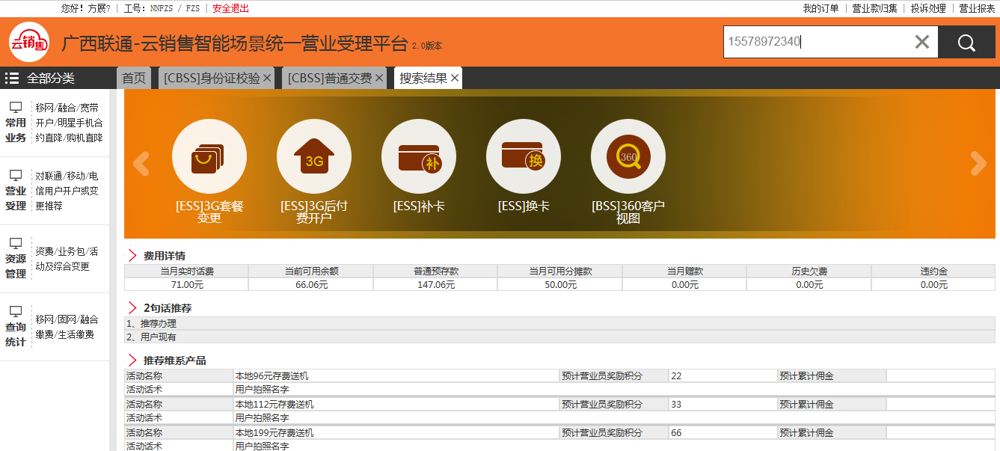 您好！方展? | 工号：NNFZS / FZS | 安全退出
我的订单 | 营业款归集 | 投诉处理 | 营业报表
云销售
广西联通-云销售智能场景统一营业受理平台 2.0版本
15578972340
全部分类
首页
[CBSS]身份证校验
[CBSS]普通交费
搜索结果
常用
业务
移网/融合/宽带
开户/明星手机合
约直降/购机直降
营业
受理
对联通/移动/电
信用户开户或变
更推荐
资源
管理
资费/业务包/活
动及综合变更
查询
统计
移网/固网/融合
缴费/生活缴费
3G
补
换
360
[ESS]3G套餐
变更
[ESS]3G后付
费开户
[ESS]补卡
[ESS]换卡
[BSS]360客户
视图
费用详情
当月实时话费 当前可用余额 普通预存款 当月可用分摊款 当月赠款 历史欠费 违约金
71.00元 66.06元 147.06元 50.00元 0.00元 0.00元 0.00元
2句话推荐
1、推荐办理
2、用户现有
推荐维系产品
活动名称 本地96元存费送机 预计营业员奖励积分 22 预计累计佣金
活动话术 用户拍照名字
活动名称 本地112元存费送机 预计营业员奖励积分 33 预计累计佣金
活动话术 用户拍照名字
活动名称 本地199元存费送机 预计营业员奖励积分 66 预计累计佣金
活动话术 用户拍照名字